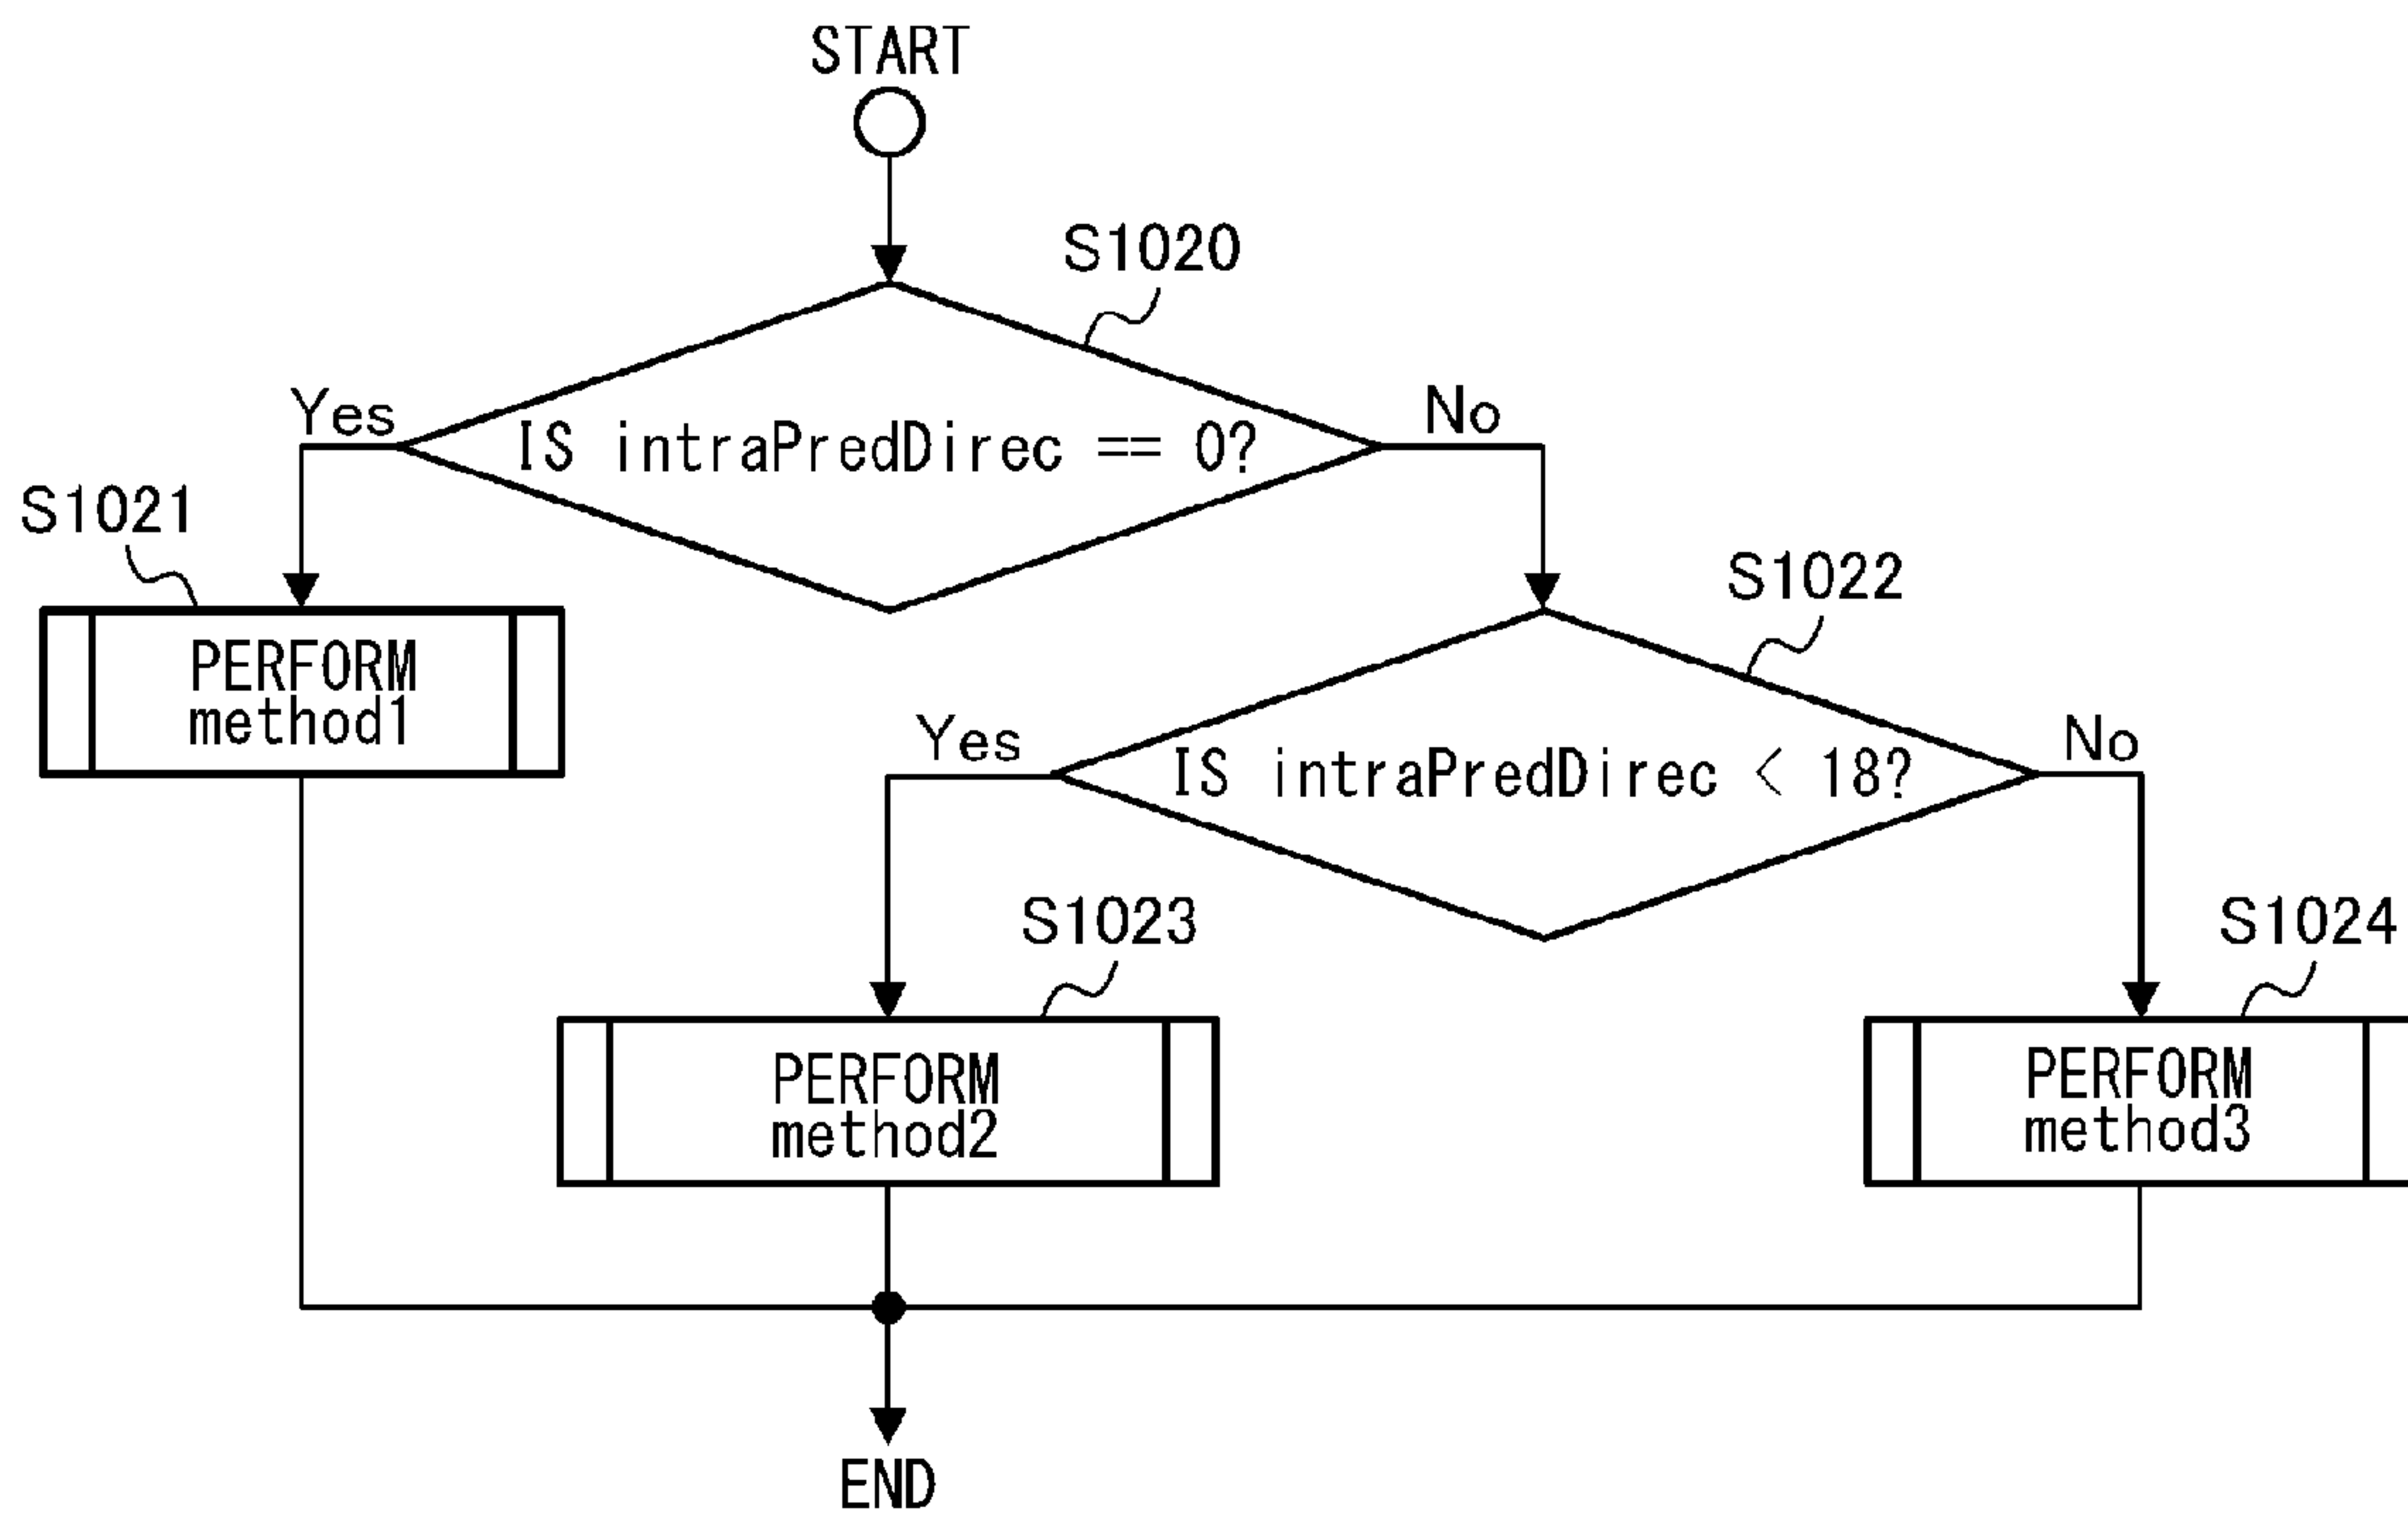 START
S1020
Yes
No
IS intraPredDirec == 0?
S1021
S1022
PERFORM
method1
Yes
No
IS intraPredDirec < 18?
S1023
S1024
PERFORM
method2
PERFORM
method3
END